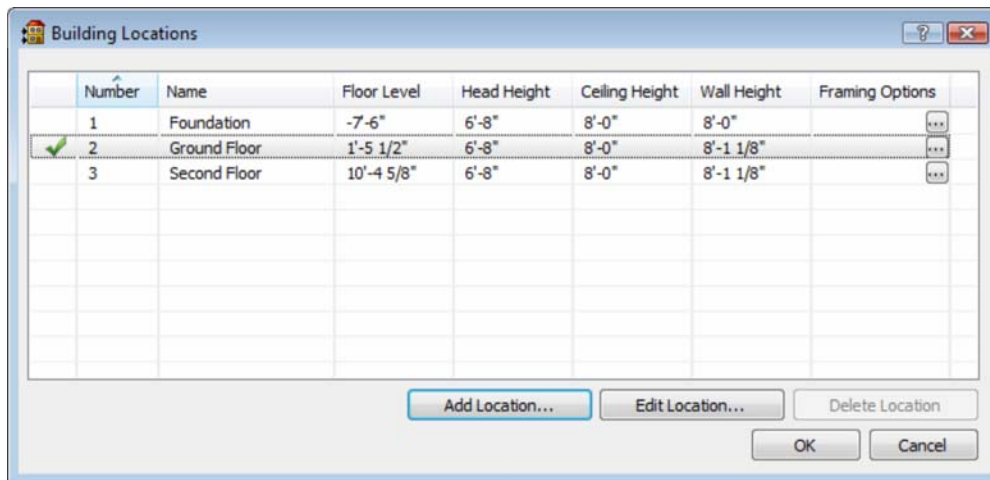 Building Locations
Number Name Floor Level Head Height Ceiling Height Wall Height Framing Options
1 Foundation -7'-6" 6'-8" 8'-0" 8'-0" ...
2 Ground Floor 1'-5 1/2" 6'-8" 8'-0" 8'-1 1/8" ...
3 Second Floor 10'-4 5/8" 6'-8" 8'-0" 8'-1 1/8" ...
Add Location... Edit Location... Delete Location
OK Cancel